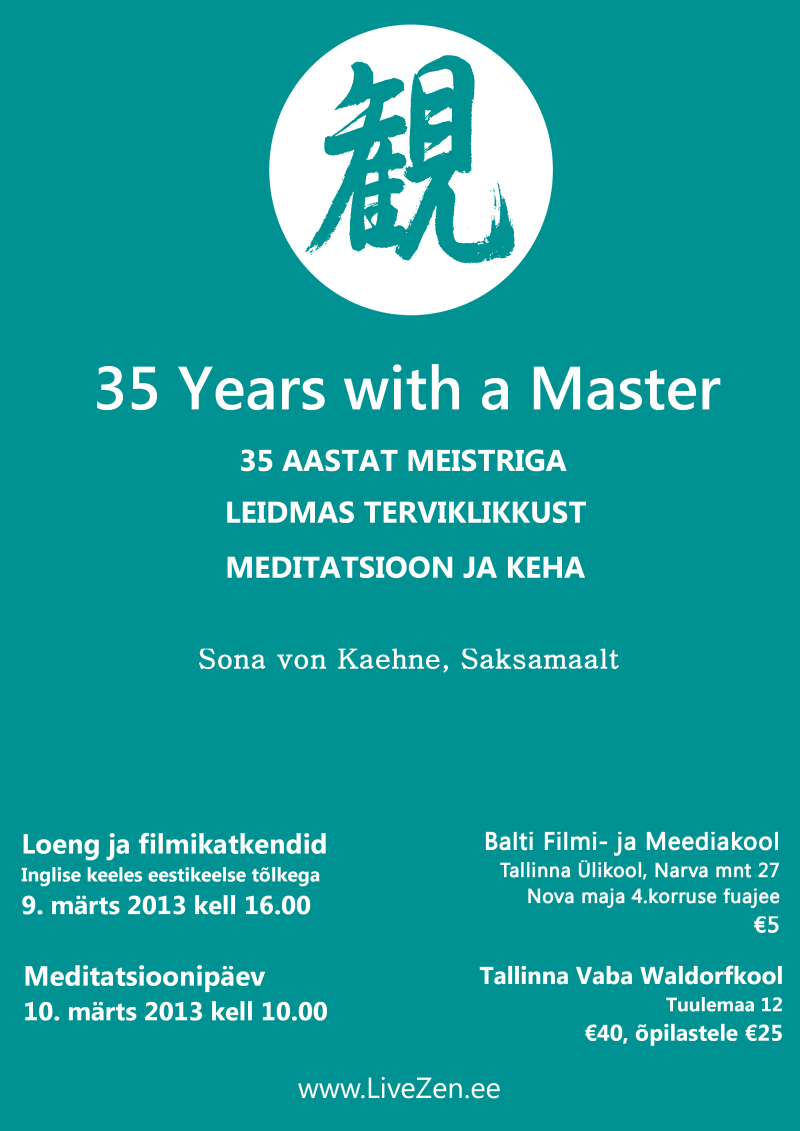 観
35 Years with a Master
35 AASTAT MEISTRIGA
LEIDMAS TERVIKLIKKUST
MEDITATSIOON JA KEHA
Sona von Kaehne, Saksamaalt
Loeng ja filmikatkendid
Inglise keeles eestikeelse tõlkega
9. märts 2013 kell 16.00
Balti Filmi- ja Meediakool
Tallinna Ülikool, Narva mnt 27
Nova maja 4.korruse fuajee
€5
Meditatsioonipäev
10. märts 2013 kell 10.00
Tallinna Vaba Waldorfkool
Tuulemaa 12
€40, õpilastele €25
www.LiveZen.ee